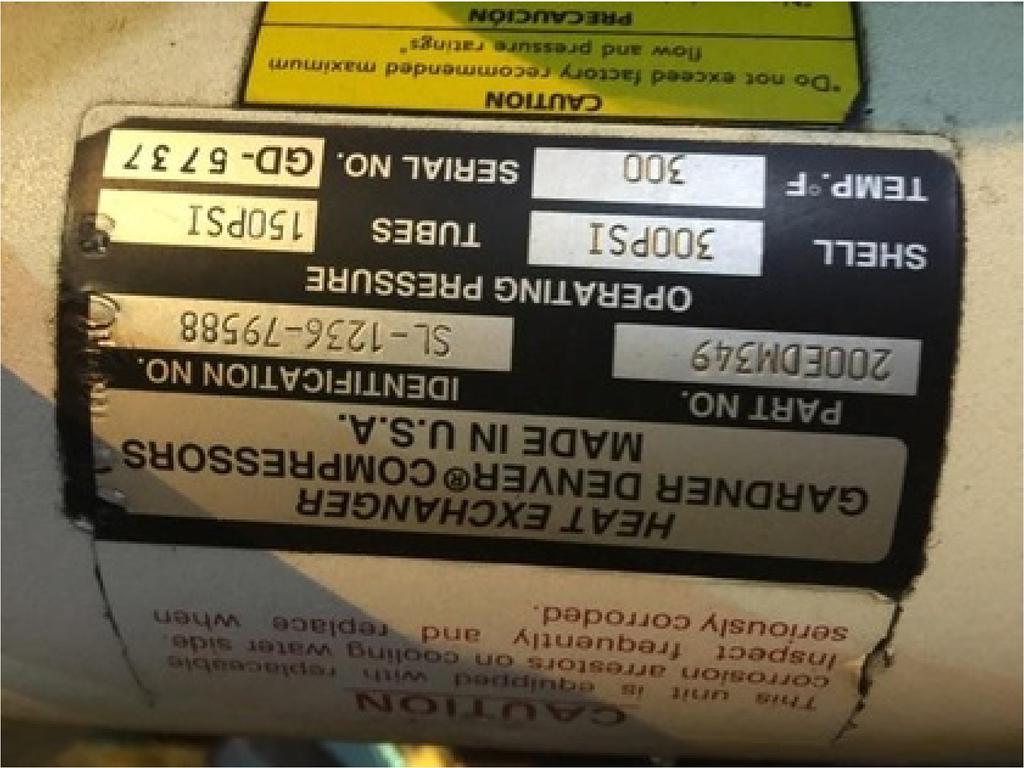 CAUTION
This unit is equipped with replaceable
corrosion arrestors on cooling water side.
Inspect frequently and replace when
seriously corroded.
HEAT EXCHANGER
GARDNER DENVER® COMPRESSORS
MADE IN U.S.A.
PART NO. IDENTIFICATION NO.
200EDM349 SL-1236-79588
OPERATING PRESSURE
SHELL 300PSI TUBES 150PSI
TEMP. °F 300 SERIAL NO. GD-5737
CAUTION
"Do not exceed factory recommended maximum
flow and pressure ratings"
PRECAUCIÓN